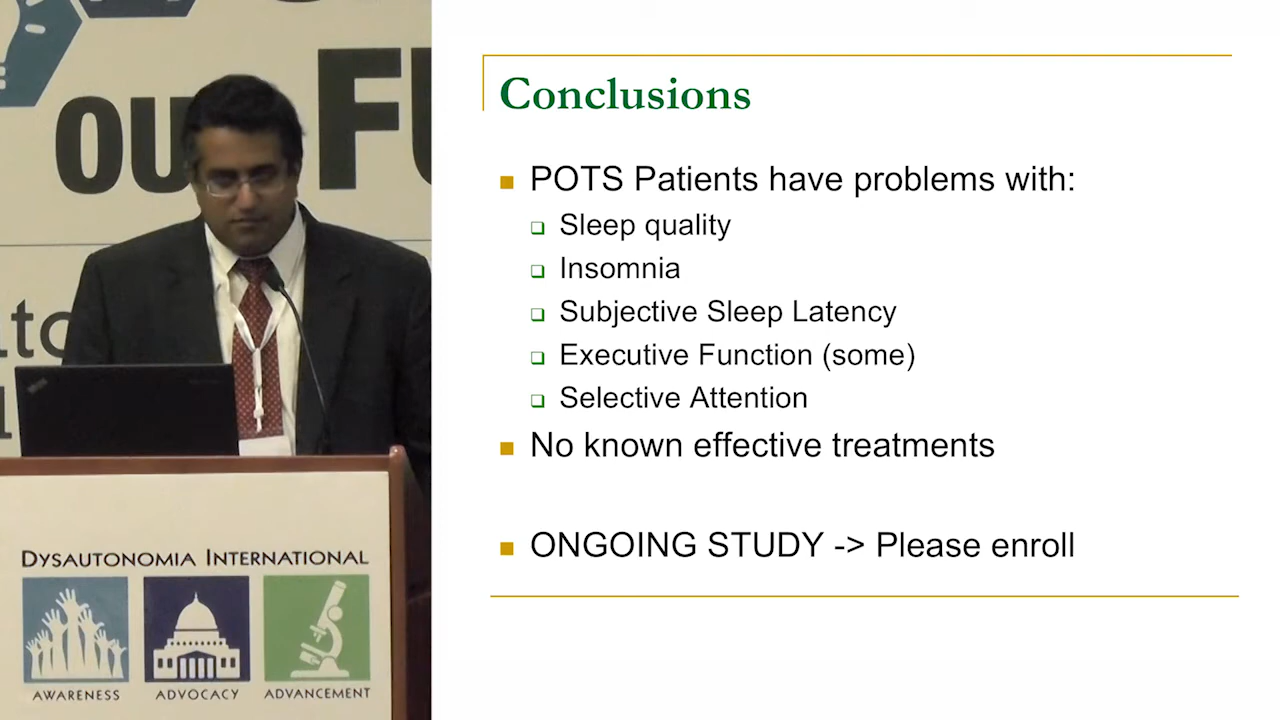 OU
Conclusions
POTS Patients have problems with:
Sleep quality
Insomnia
Subjective Sleep Latency
Executive Function (some)
Selective Attention
No known effective treatments
ONGOING STUDY -> Please enroll
DYSAUTONOMIA INTERNATIONAL
AWARENESS
ADVOCACY
ADVANCEMENT